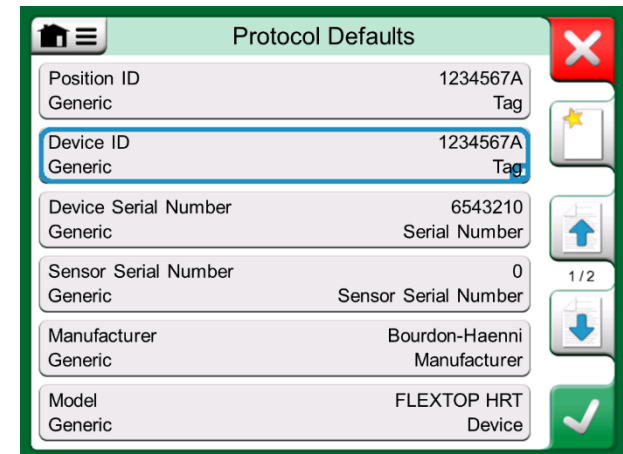 Protocol Defaults
Position ID 1234567A
Generic Tag
Device ID 1234567A
Generic Tag
Device Serial Number 6543210
Generic Serial Number
Sensor Serial Number 0
Generic Sensor Serial Number
1/2
Manufacturer Bourdon-Haenni
Generic Manufacturer
Model FLEXTOP HRT
Generic Device